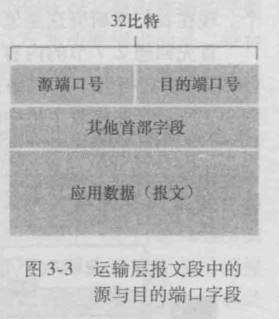 32比特
源端口号
目的端口号
其他首部字段
应用数据（报文）
图3-3 运输层报文段中的
源与目的端口字段